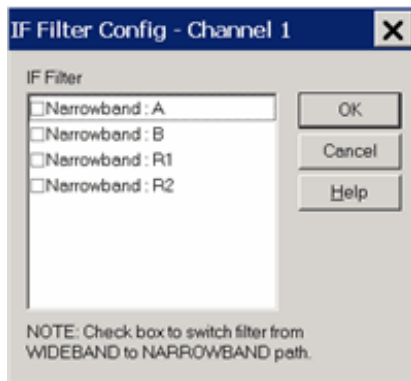 IF Filter Config - Channel 1
IF Filter
Narrowband : A
Narrowband : B
Narrowband : R1
Narrowband : R2
OK
Cancel
Help
NOTE: Check box to switch filter from
WIDEBAND to NARROWBAND path.